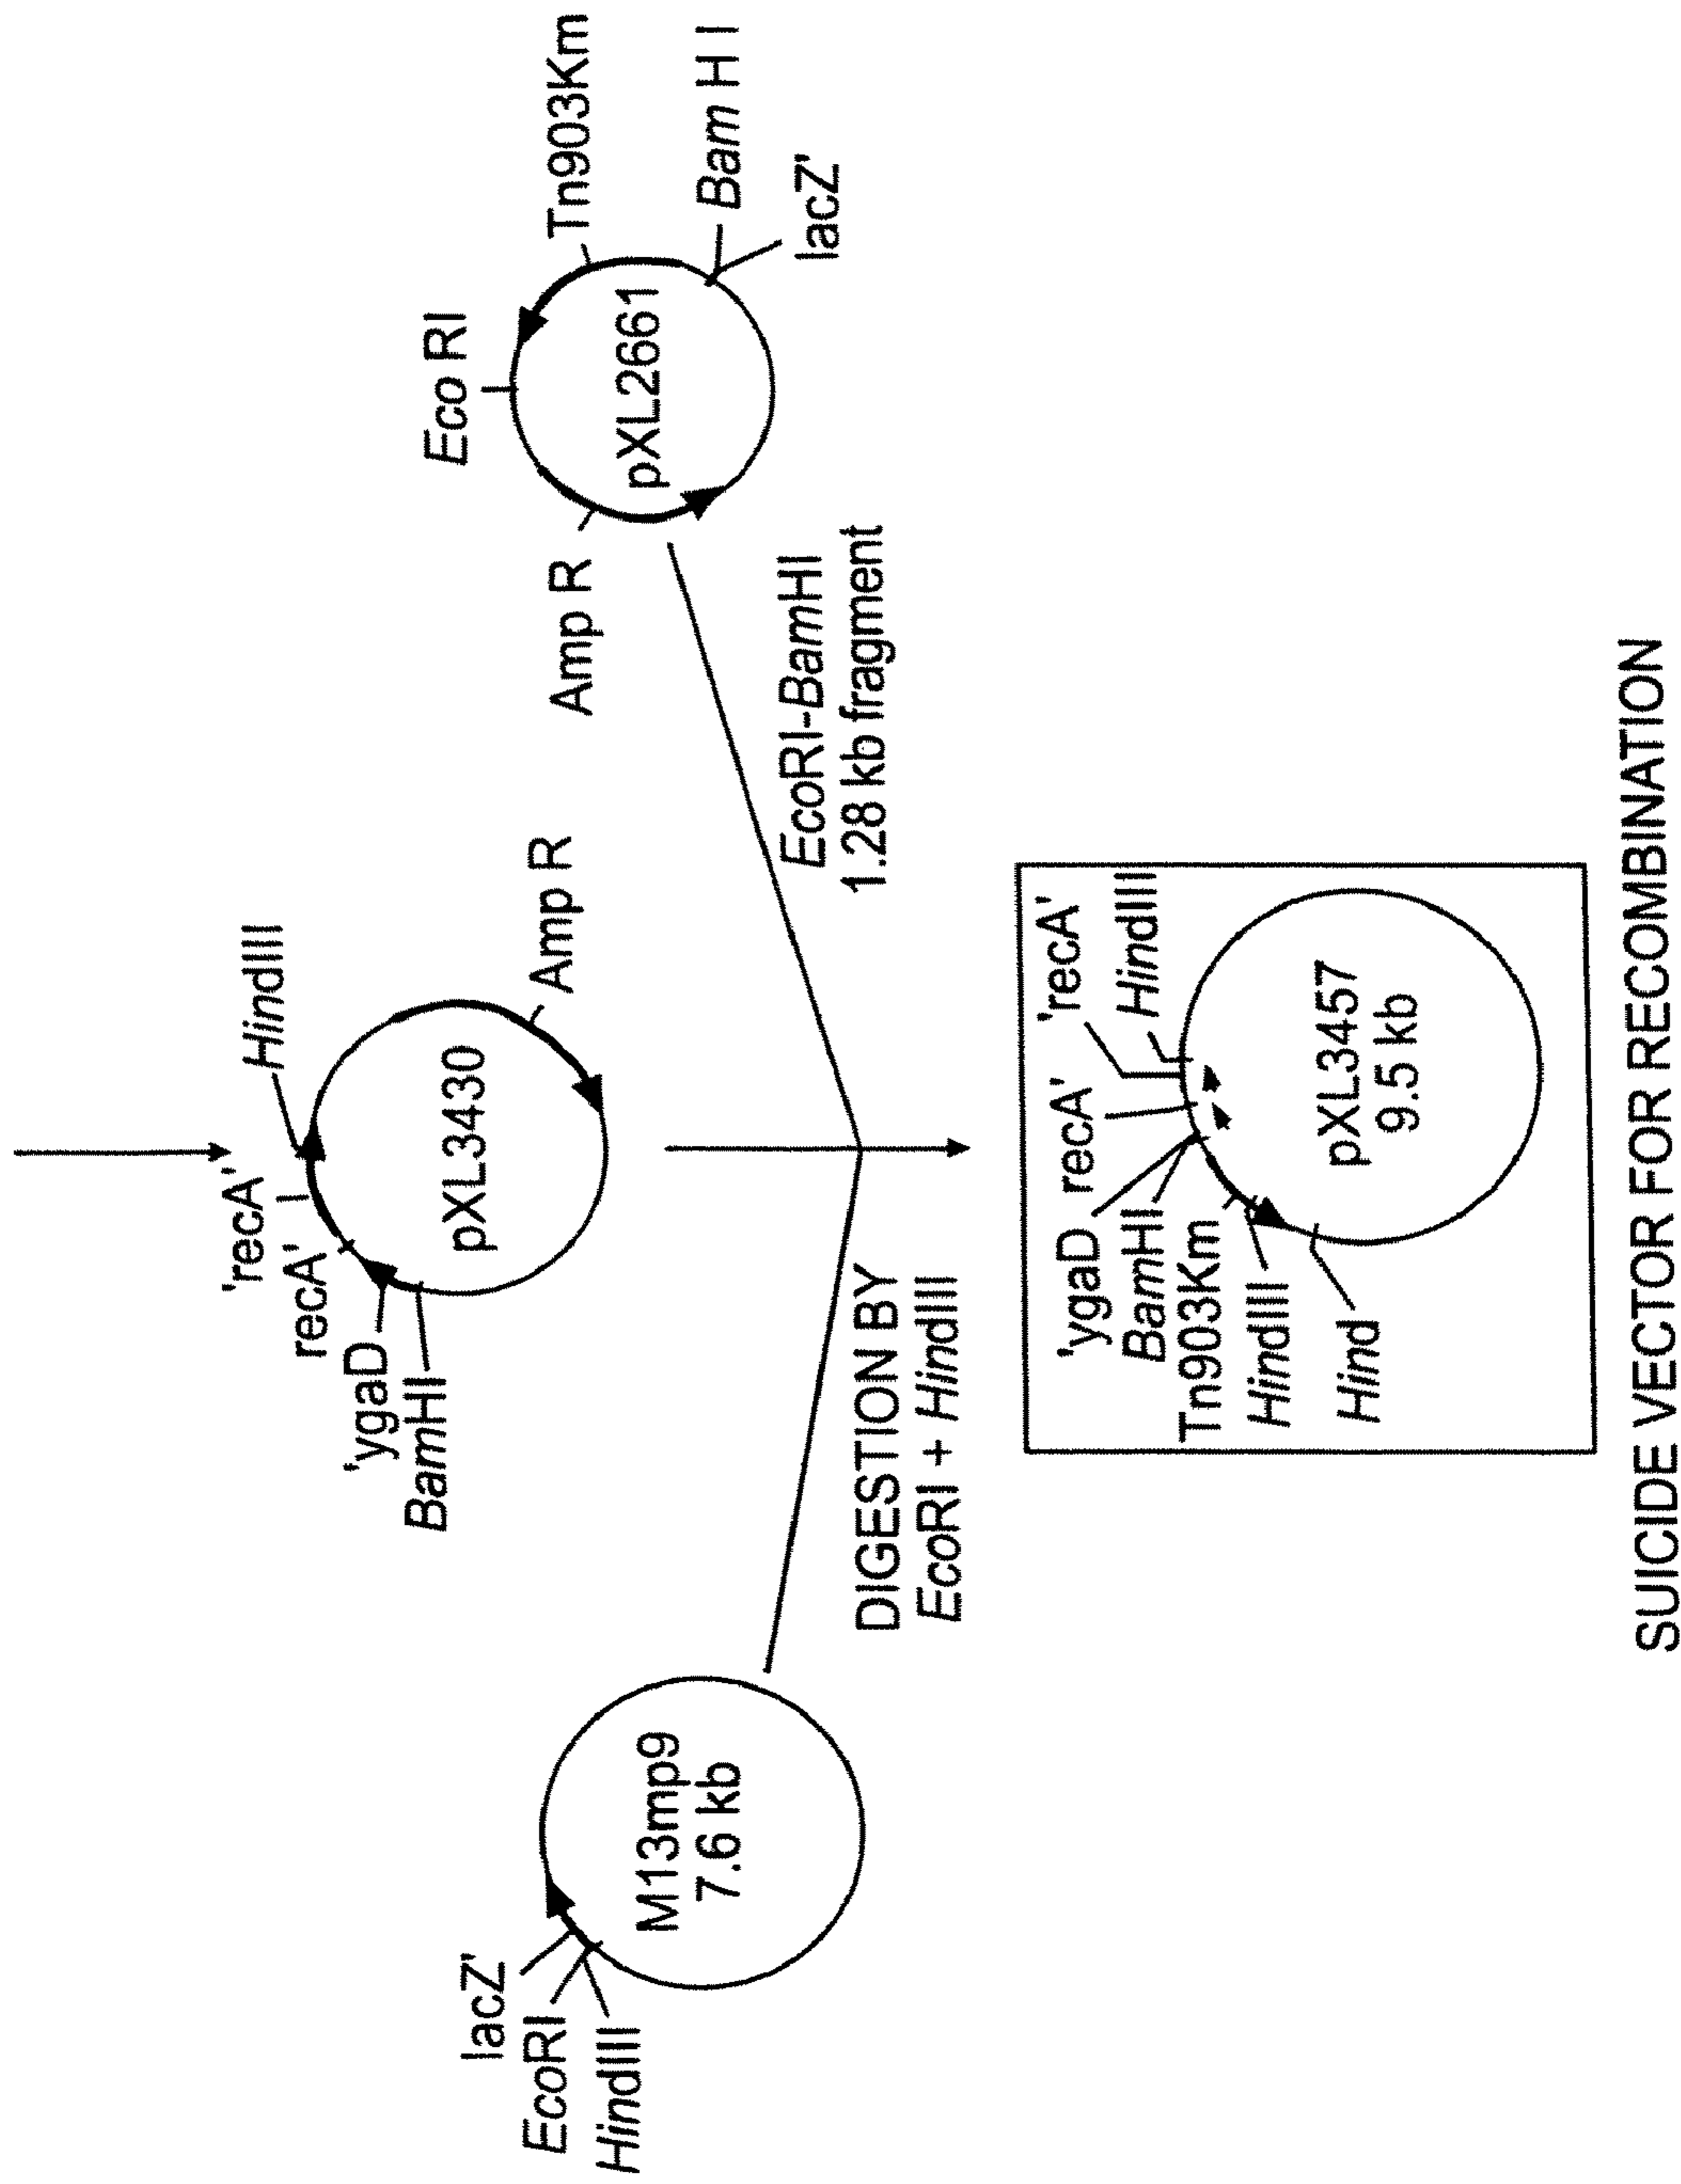 'recA'
HindIII
recA'
'ygaD
BamHI
pXL3430
Amp R
lacZ'
EcoRI
HindIII
M13mp9
7.6 kb
Eco RI
Tn903Km
Amp R
pXL2661
Bam H I
lacZ'
DIGESTION BY
EcoRI + HindIII
EcoRI-BamHI
1.28 kb fragment
'recA'
recA'
HindIII
'ygaD
BamHI
Tn903Km
HindIII
Hind
pXL3457
9.5 kb
SUICIDE VECTOR FOR RECOMBINATION